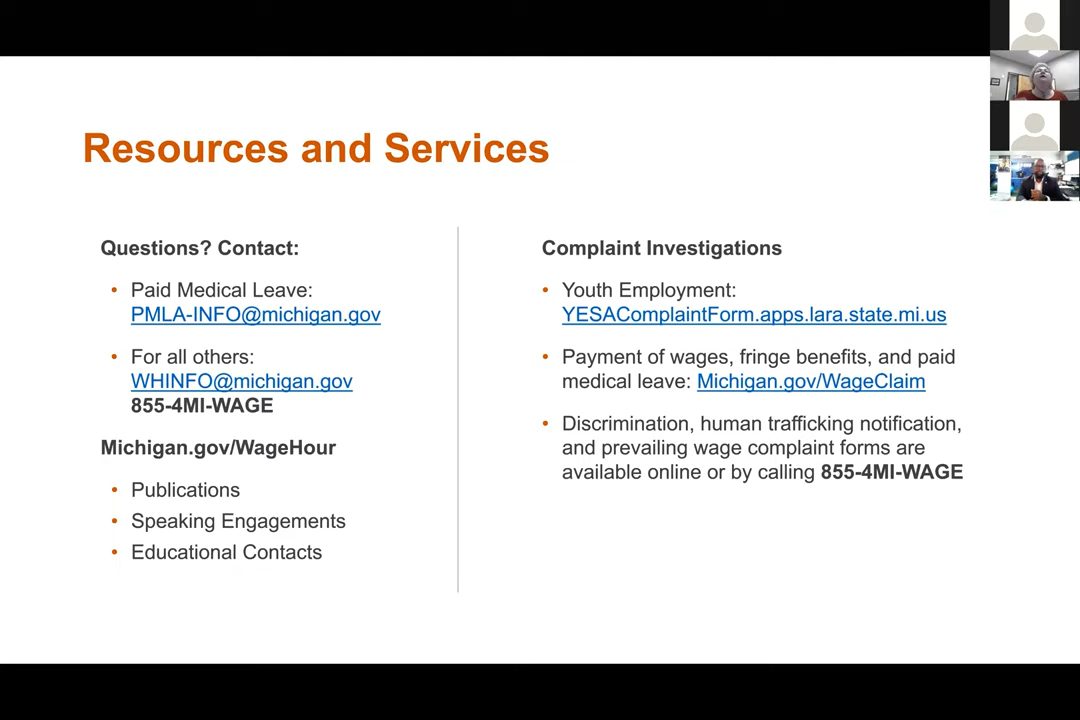 Resources and Services
Questions? Contact:
• Paid Medical Leave:
PMLA-INFO@michigan.gov
• For all others:
WHINFO@michigan.gov
855-4MI-WAGE
Michigan.gov/WageHour
• Publications
• Speaking Engagements
• Educational Contacts
Complaint Investigations
• Youth Employment:
YESAComplaintForm.apps.lara.state.mi.us
• Payment of wages, fringe benefits, and paid
medical leave: Michigan.gov/WageClaim
• Discrimination, human trafficking notification,
and prevailing wage complaint forms are
available online or by calling 855-4MI-WAGE